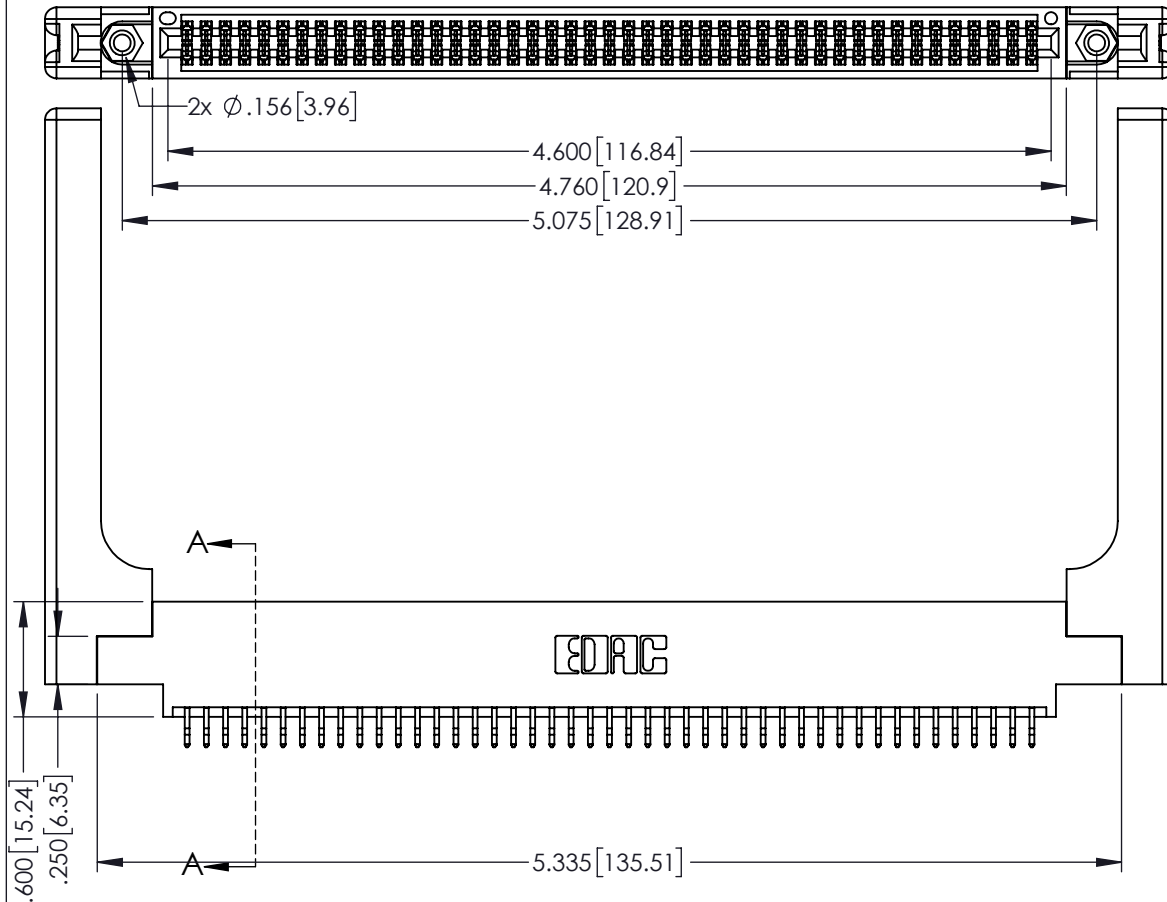 2x Ø.156[3.96]
4.600[116.84]
4.760[120.9]
5.075[128.91]
A
EDAC
.600[15.24]
.250[6.35]
A
5.335[135.51]